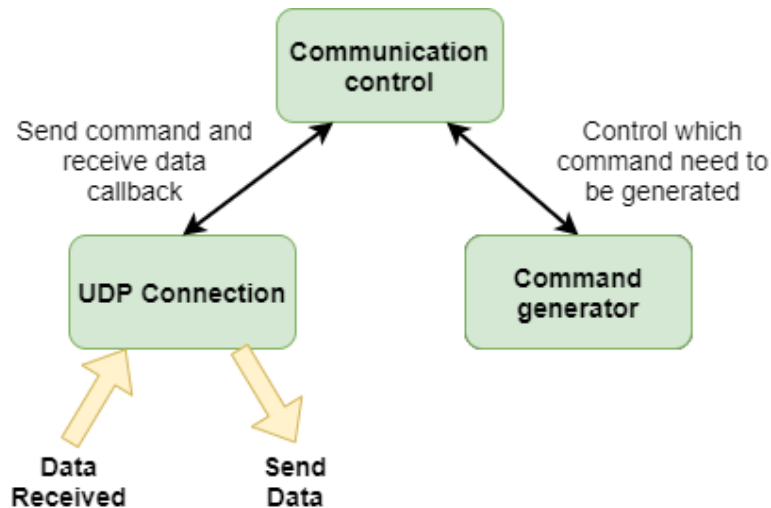 Communication
control
Send command and
receive data
callback
Control which
command need to
be generated
UDP Connection
Command
generator
Data
Received
Send
Data